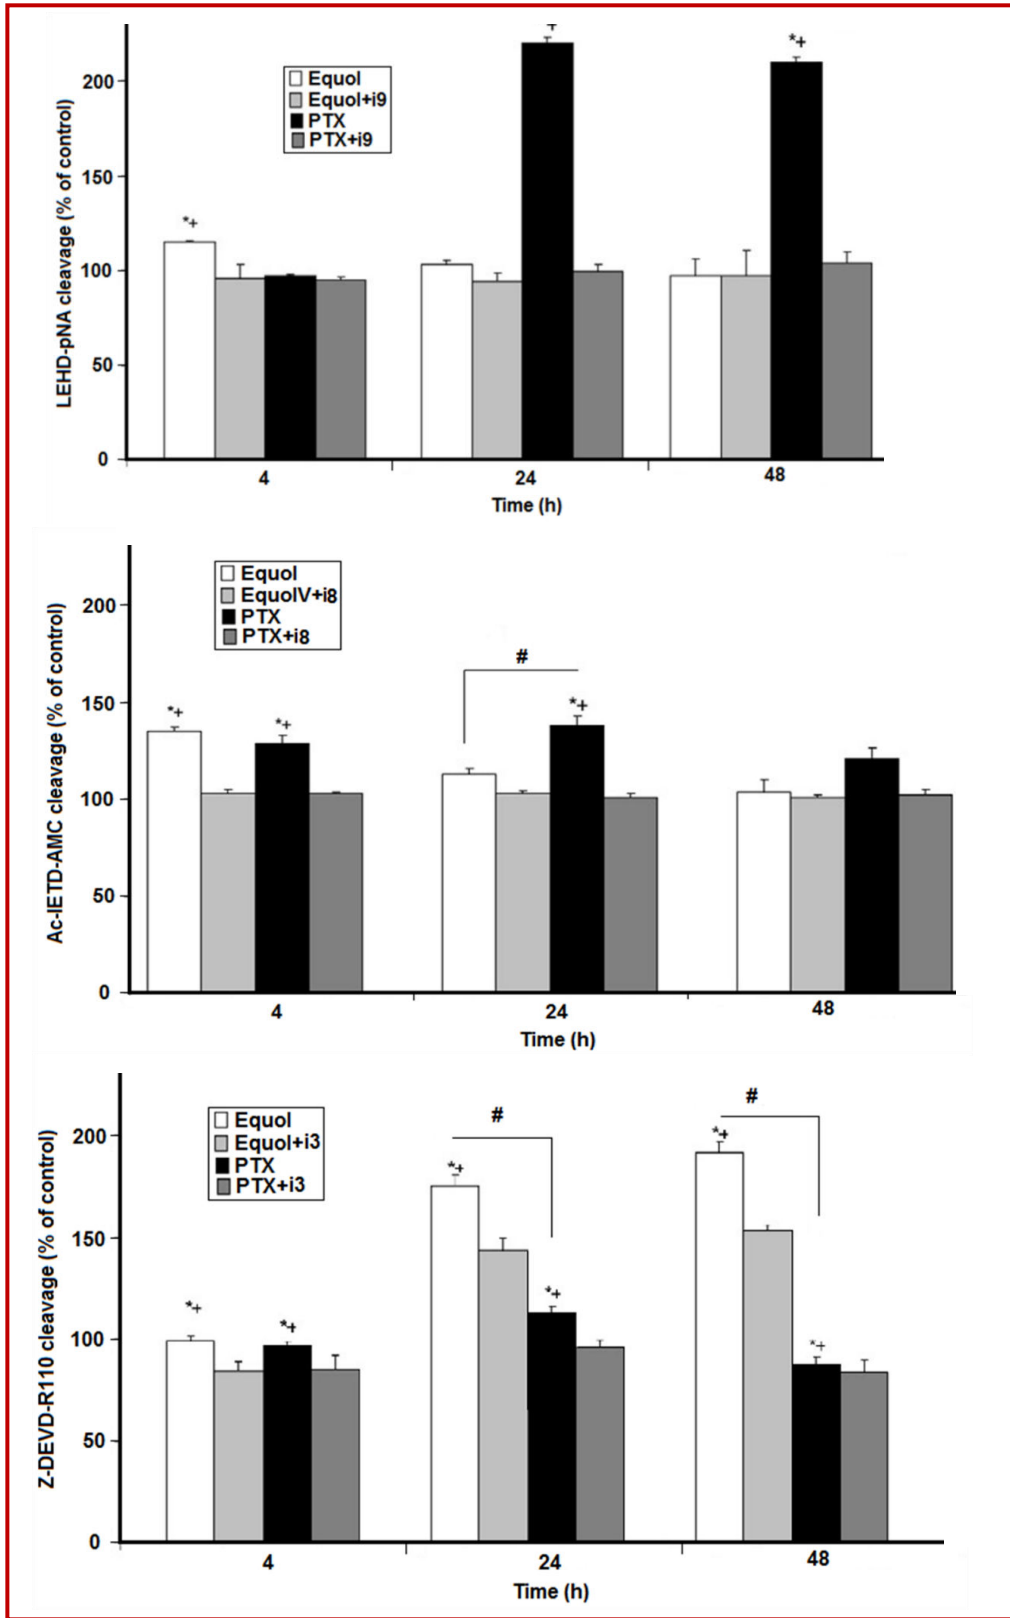 LEHD-pNA cleavage (% of control)
200
150
100
50
0
Equol
Equol+i9
PTX
PTX+i9
*+
+
*+
4
24
48
Time (h)
Ac-IETD-AMC cleavage (% of control)
200
150
100
50
0
Equol
EquolV+i8
PTX
PTX+i8
*+
*+
#
*+
4
24
48
Time (h)
Z-DEVD-R110 cleavage (% of control)
200
150
100
50
0
Equol
Equol+i3
PTX
PTX+i3
*+
*+
#
*+
*+
#
*+
*+
4
24
48
Time (h)